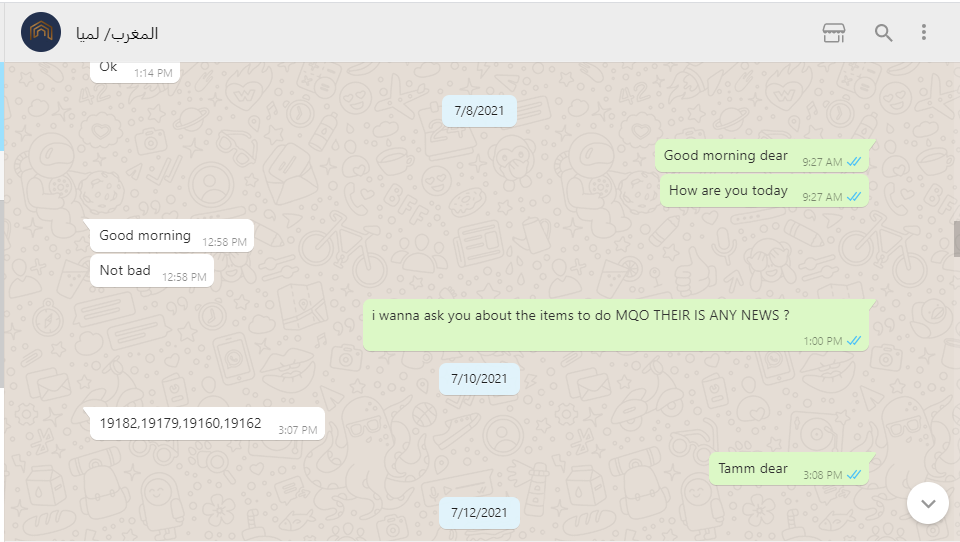 المغرب/ لميا
Ok 1:14 PM
7/8/2021
Good morning dear 9:27 AM
How are you today 9:27 AM
Good morning 12:58 PM
Not bad 12:58 PM
i wanna ask you about the items to do MQO THEIR IS ANY NEWS ?
1:00 PM
7/10/2021
19182,19179,19160,19162 3:07 PM
Tamm dear 3:08 PM
7/12/2021